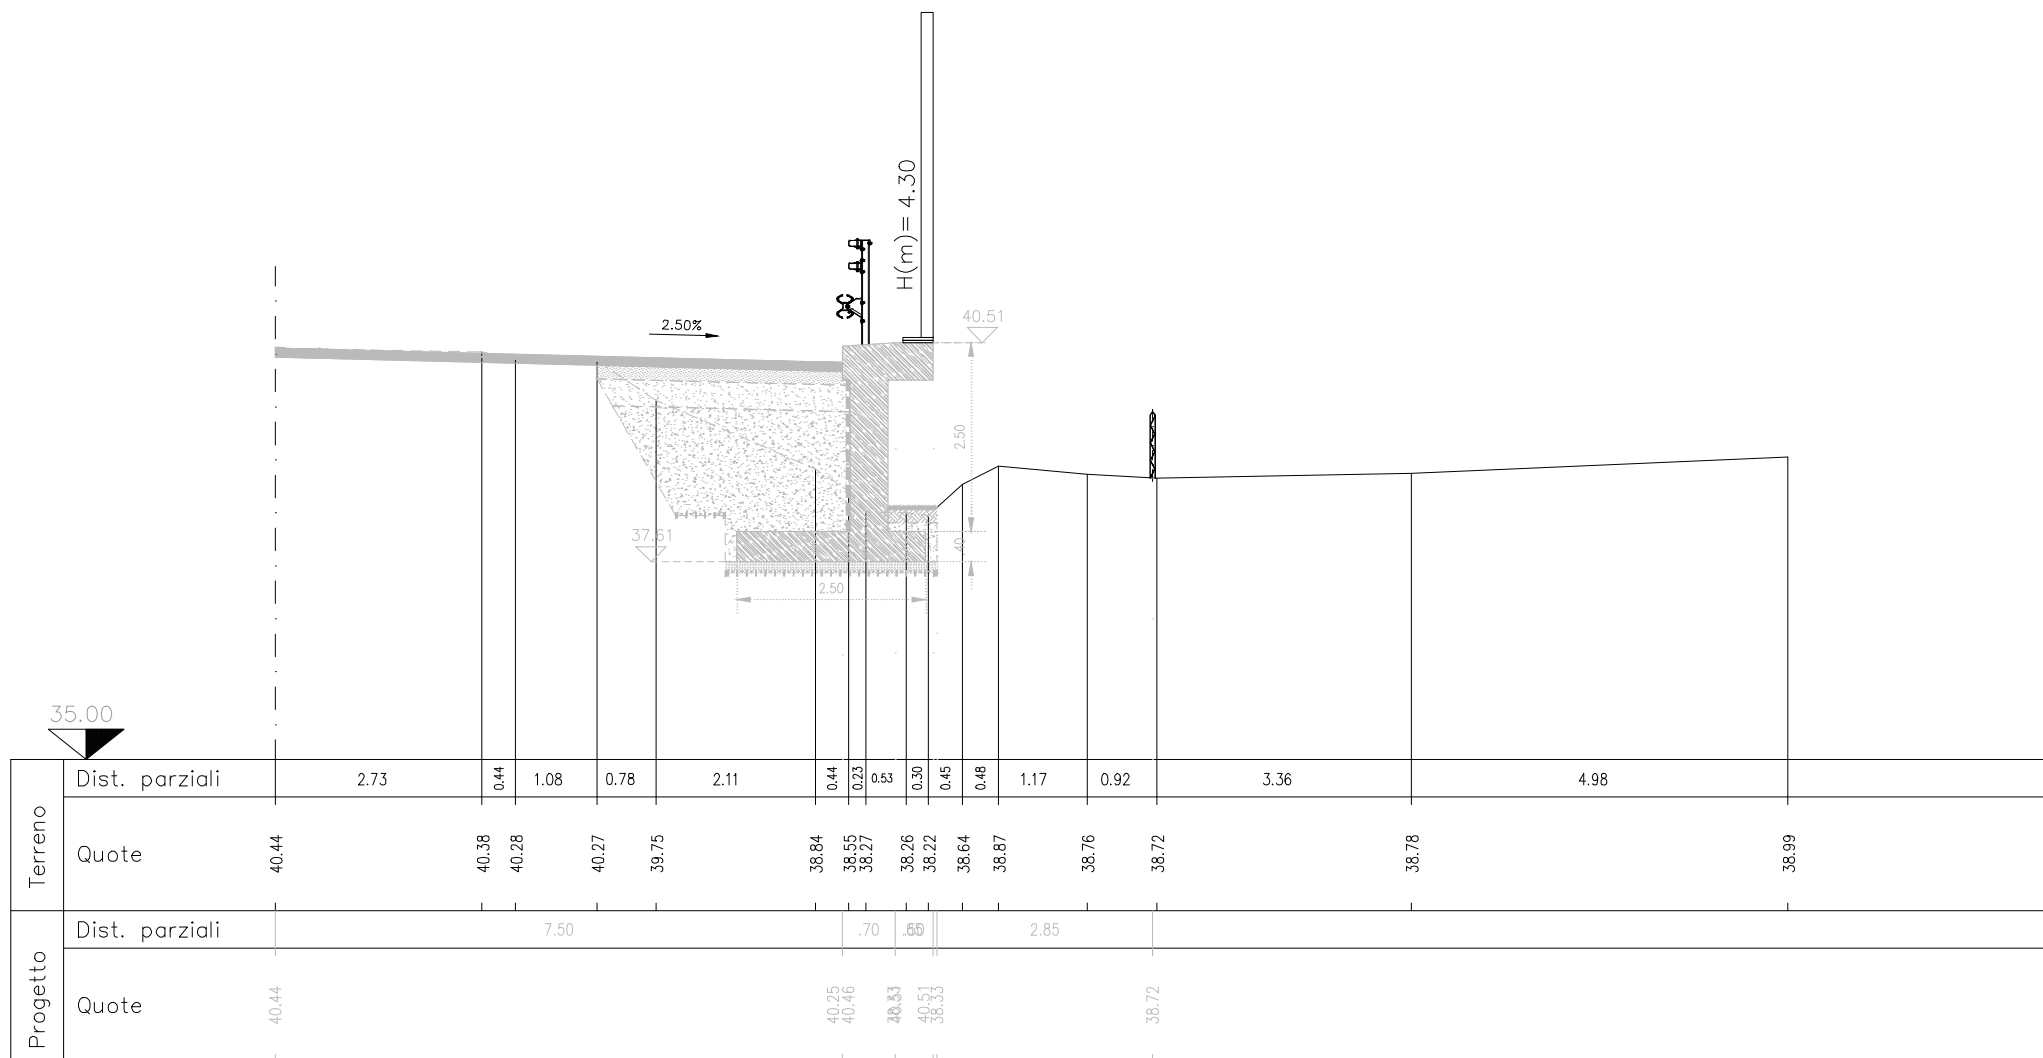 H(m)= 4.30
2.50%
40.51
2.50
37.61
40
2.50
35.00
Terreno
Dist. parziali
2.73 0.44 1.08 0.78 2.11 0.44 0.23 0.53 0.30 0.45 0.48 1.17 0.92 3.36 4.98
Quote
40.44 40.38 40.28 40.27 39.75 38.84 38.55 38.27 38.26 38.22 38.64 38.87 38.76 38.72 38.78 38.99
Progetto
Dist. parziali
7.50 .70 2.85
Quote
40.44 40.25 40.46 40.51 38.33 38.72